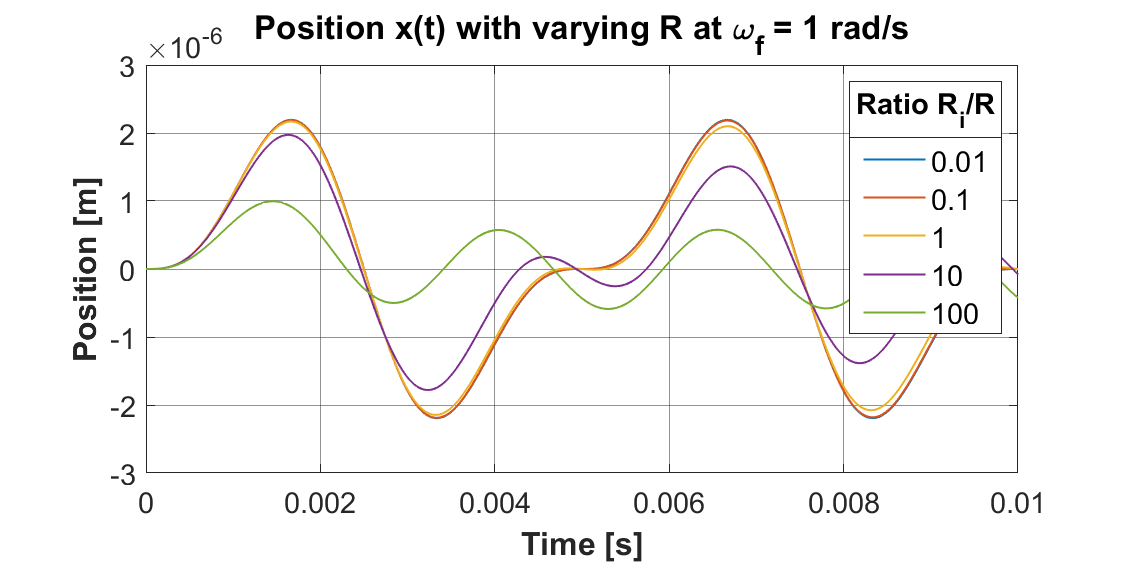 Position x(t) with varying R at ω_f = 1 rad/s
×10^-6
3
2
1
0
-1
-2
-3
Position [m]
Ratio R_i/R
0.01
0.1
1
10
100
0 0.002 0.004 0.006 0.008 0.01
Time [s]